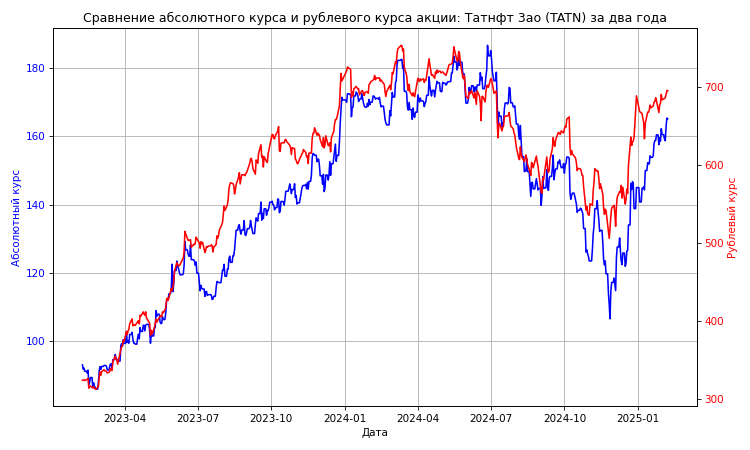 Сравнение абсолютного курса и рублевого курса акции: Татнфт 3ао (TATN) за два года
Абсолютный курс
180
160
140
120
100
Рублевый курс
700
600
500
400
300
2023-04 2023-07 2023-10 2024-01 2024-04 2024-07 2024-10 2025-01
Дата